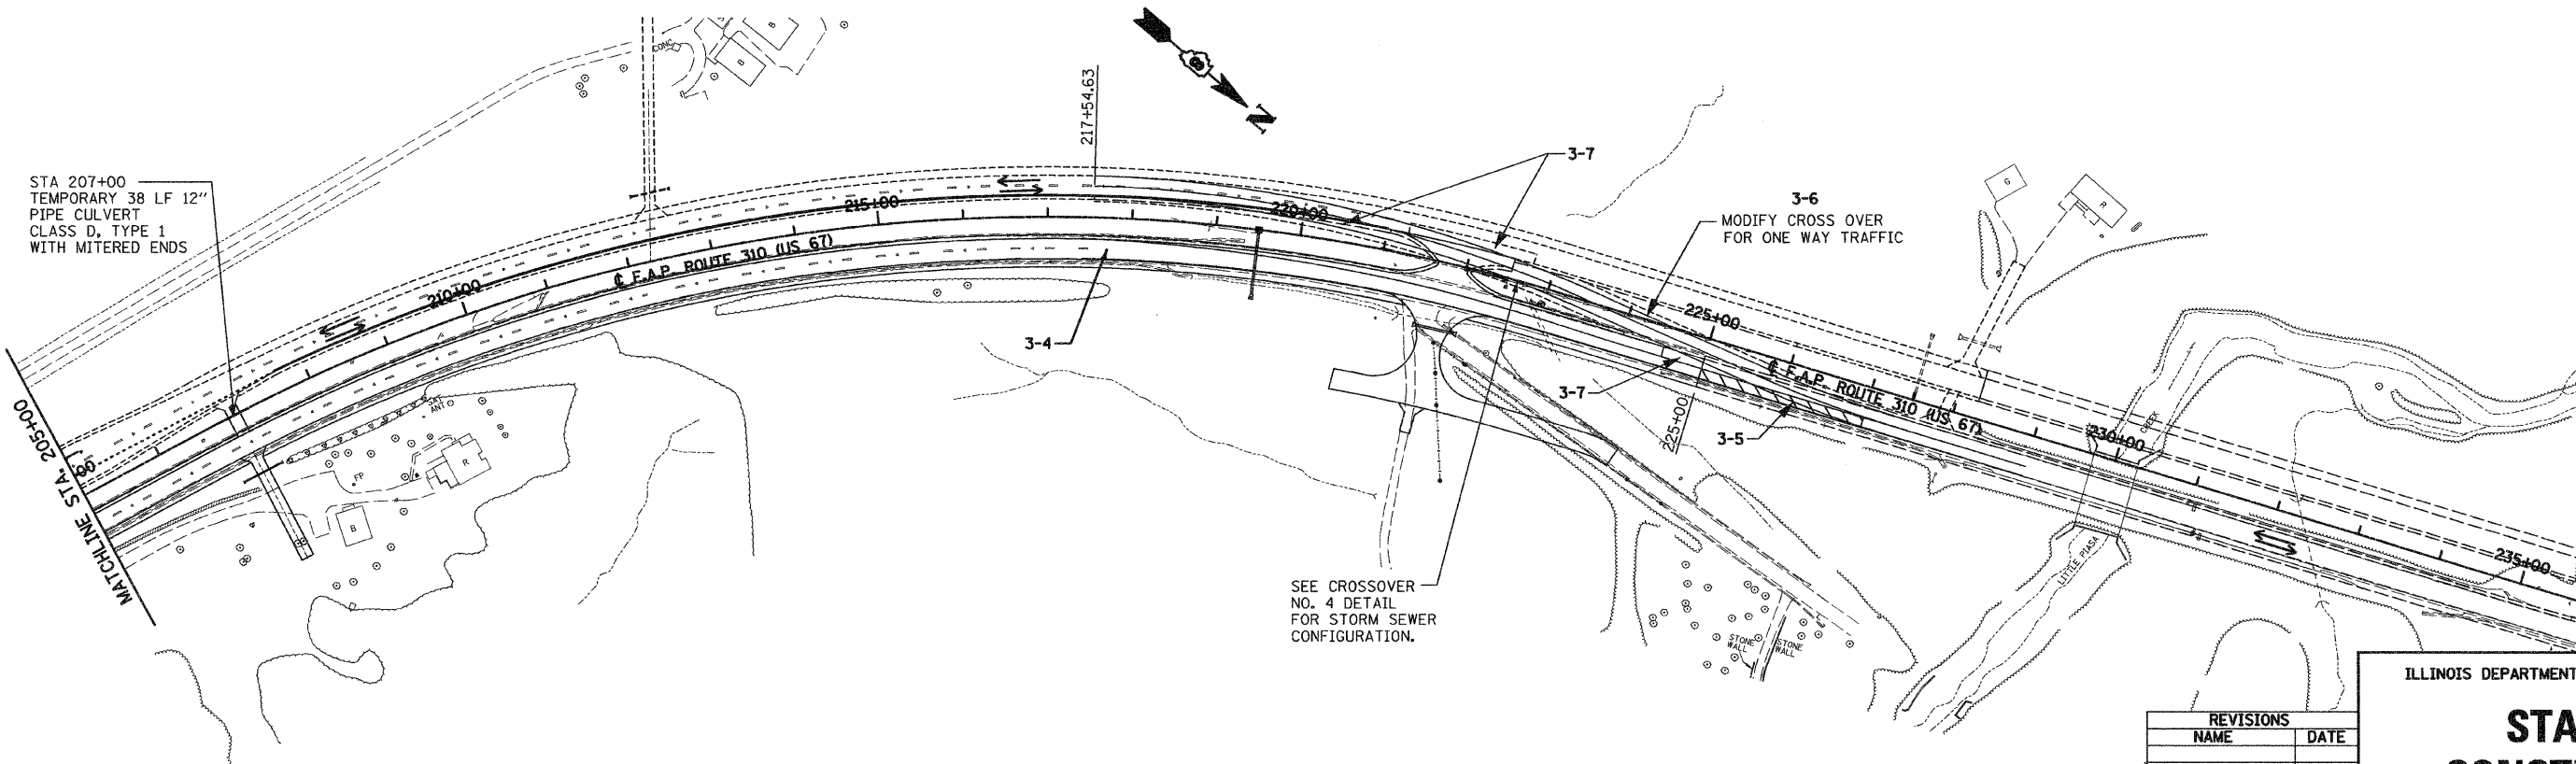 CONC
B
B
N
217+54.63
3-7
STA 207+00
TEMPORARY 38 LF 12"
PIPE CULVERT
CLASS D, TYPE 1
WITH MITERED ENDS
3-6
MODIFY CROSS OVER
FOR ONE WAY TRAFFIC
G
R
215+00
220+00
℄ F.A.P. ROUTE 310 (US 67)
210+00
225+00
3-4
℄ F.A.P. ROUTE 310 (US 67)
3-7
225+00
3-5
230+00
CREEK
235+00
LITTLE PIASA
MATCHLINE STA. 205+00
SAT
ANT
R
FP
B
SEE CROSSOVER
NO. 4 DETAIL
FOR STORM SEWER
CONFIGURATION.
STONE
WALL
STONE
WALL
ILLINOIS DEPARTMENT
REVISIONS
NAME DATE
STA